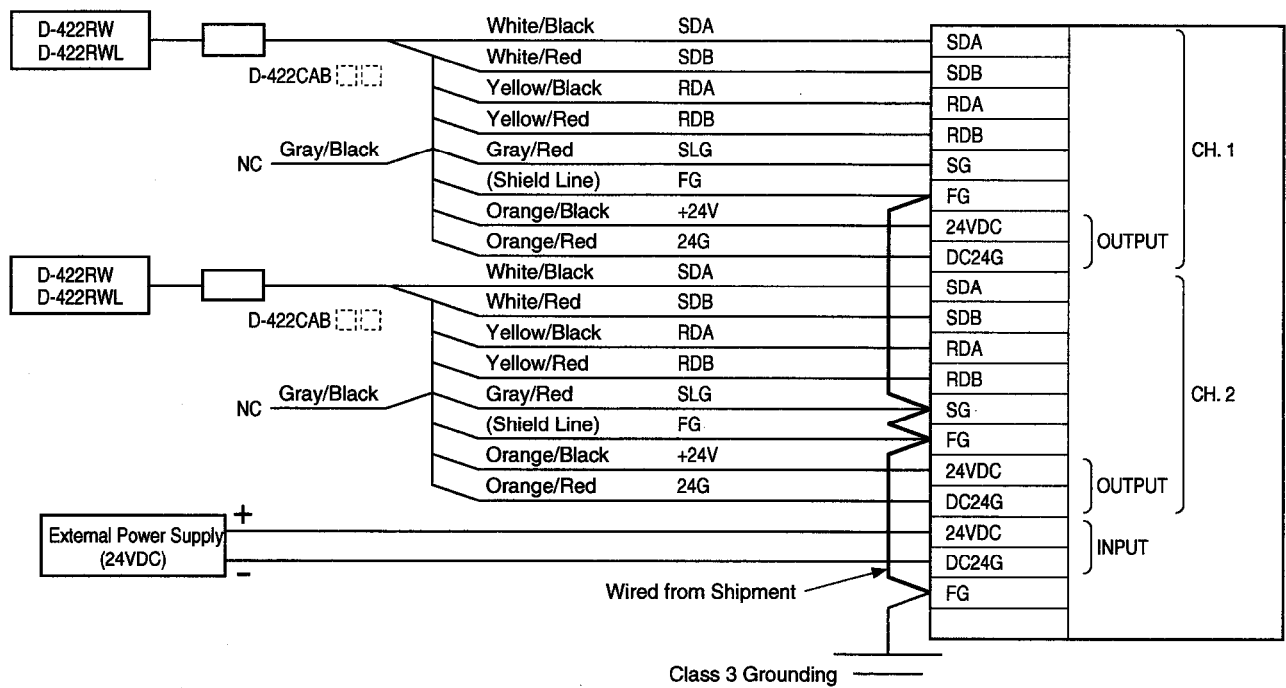 D-422RW
D-422RWL
D-422CAB
White/Black SDA
White/Red SDB
Yellow/Black RDA
Yellow/Red RDB
NC Gray/Black
Gray/Red SLG
(Shield Line) FG
Orange/Black +24V
Orange/Red 24G
D-422RW
D-422RWL
D-422CAB
White/Black SDA
White/Red SDB
Yellow/Black RDA
Yellow/Red RDB
NC Gray/Black
Gray/Red SLG
(Shield Line) FG
Orange/Black +24V
Orange/Red 24G
External Power Supply
(24VDC)
+
-
Wired from Shipment
Class 3 Grounding
SDA
SDB
RDA
RDB
SG
FG
24VDC
DC24G
OUTPUT
CH. 1
SDA
SDB
RDA
RDB
SG
FG
24VDC
DC24G
OUTPUT
CH. 2
24VDC
DC24G
INPUT
FG